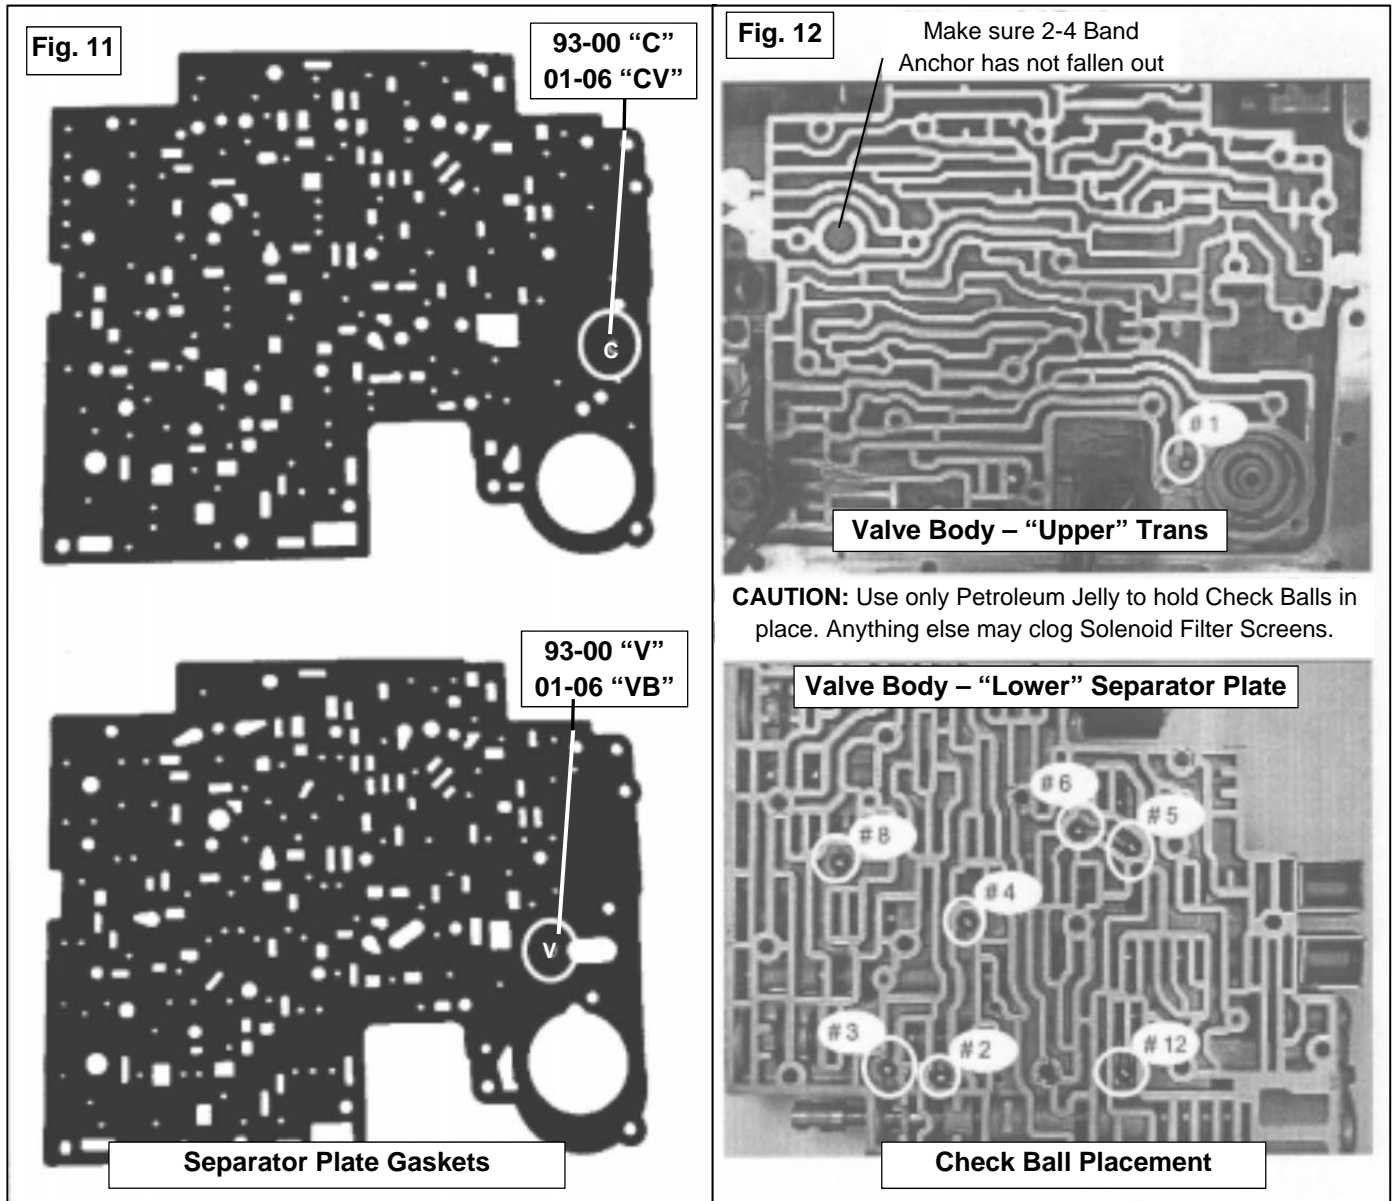 Fig. 11
93-00 “C”
01-06 “CV”
C
93-00 “V”
01-06 “VB”
V
Separator Plate Gaskets
Fig. 12
Make sure 2-4 Band
Anchor has not fallen out
#1
Valve Body – “Upper” Trans
CAUTION: Use only Petroleum Jelly to hold Check Balls in
place. Anything else may clog Solenoid Filter Screens.
Valve Body – “Lower” Separator Plate
#6
#5
#8
#4
#3
#2
#12
Check Ball Placement